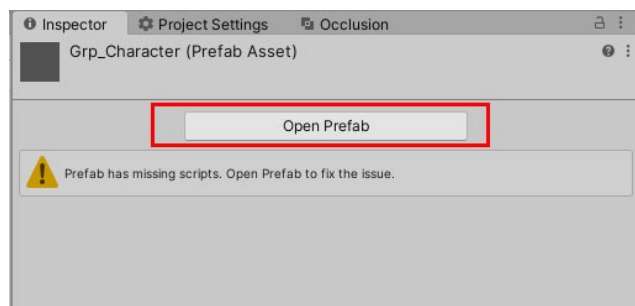 Inspector Project Settings Occlusion
Grp_Character (Prefab Asset)
Open Prefab
Prefab has missing scripts. Open Prefab to fix the issue.